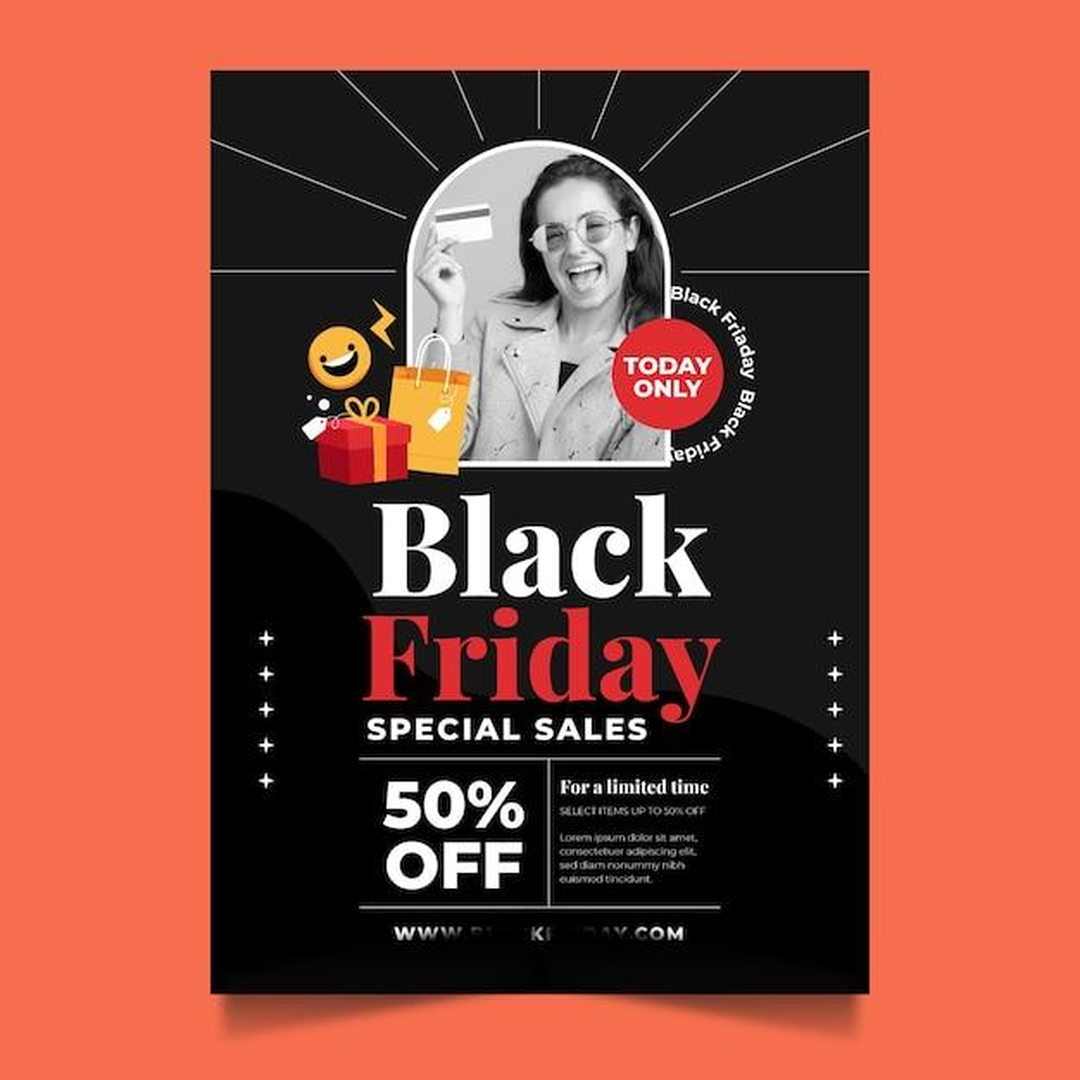 Black Friaday Black Friday
TODAY
ONLY
Black
Friday
SPECIAL SALES
50%
OFF
For a limited time
SELECT ITEMS UP TO 50% OFF
Lorem ipsum dolor sit amet,
consectetuer adipiscing elit,
sed diam nonummy nibh
euismod tincidunt.